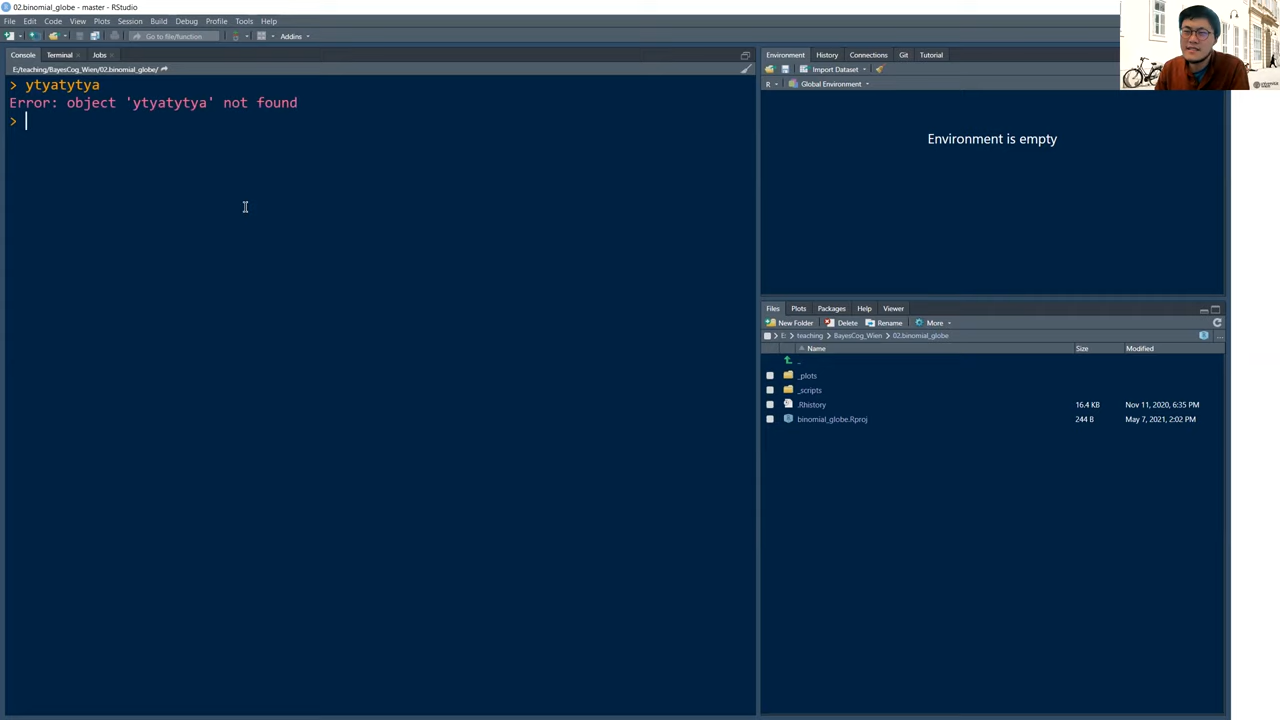 02.binomial_globe - master - RStudio
File Edit Code View Plots Session Build Debug Profile Tools Help
Go to file/function Addins
Console Terminal Jobs
E:/teaching/BayesCog_Wien/02.binomial_globe/
> ytyatytya
Error: object 'ytyatytya' not found
>
Environment History Connections Git Tutorial
Import Dataset
R Global Environment
Environment is empty
Files Plots Packages Help Viewer
New Folder Delete Rename More
E: teaching BayesCog_Wien 02.binomial_globe
Name Size Modified
..
_plots
_scripts
.Rhistory 16.4 KB Nov 11, 2020, 6:35 PM
binomial_globe.Rproj 244 B May 7, 2021, 2:02 PM